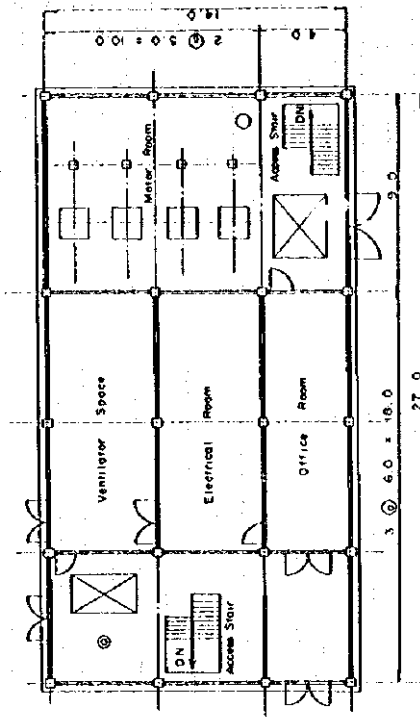 14.0
2 @ 5.0 = 10.0
4.0
Motor Room
Access Stair
DN
9.0
Ventilator Space
Electrical Room
Office Room
3 @ 6.0 = 18.0
27.0
DN
Access Stair